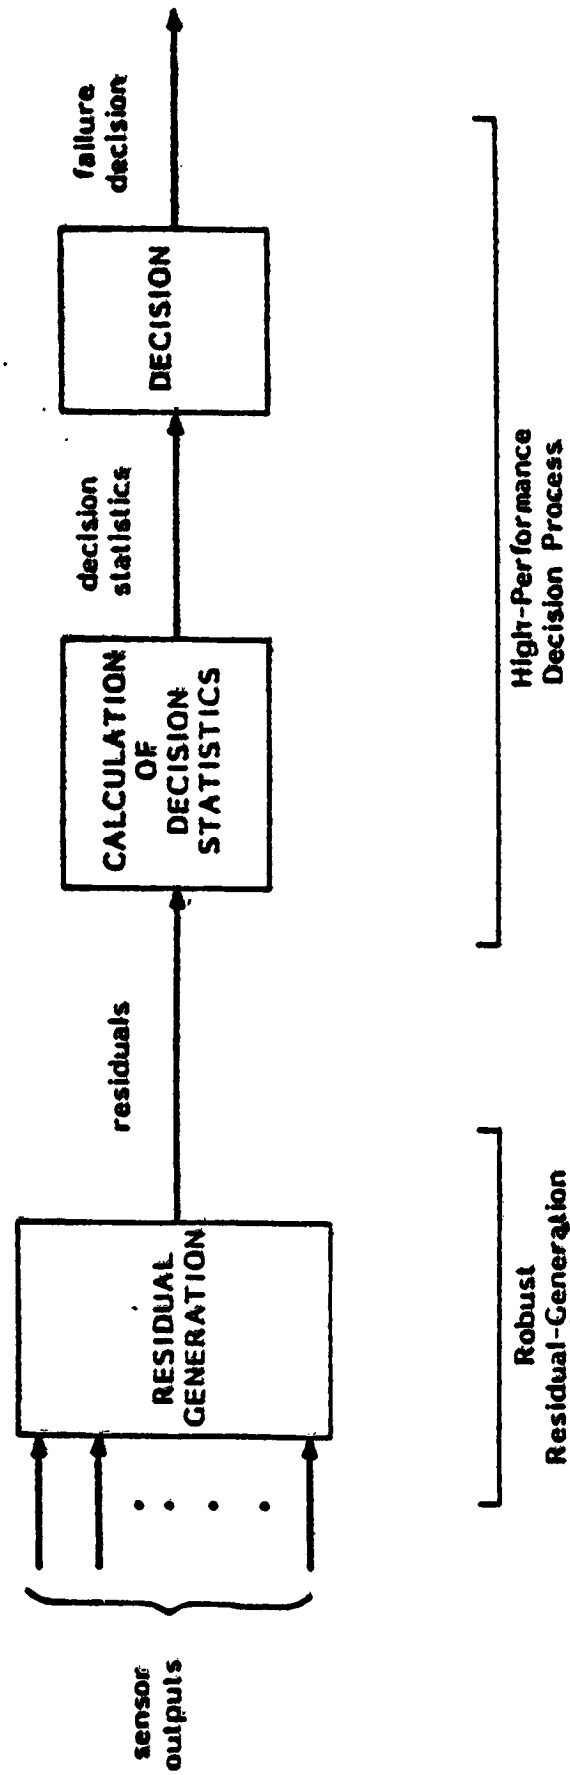 sensor
outputs
RESIDUAL
GENERATION
residuals
CALCULATION
OF
DECISION
STATISTICS
decision
statistics
DECISION
failure
decision
Robust
Residual-Generation
High-Performance
Decision Process